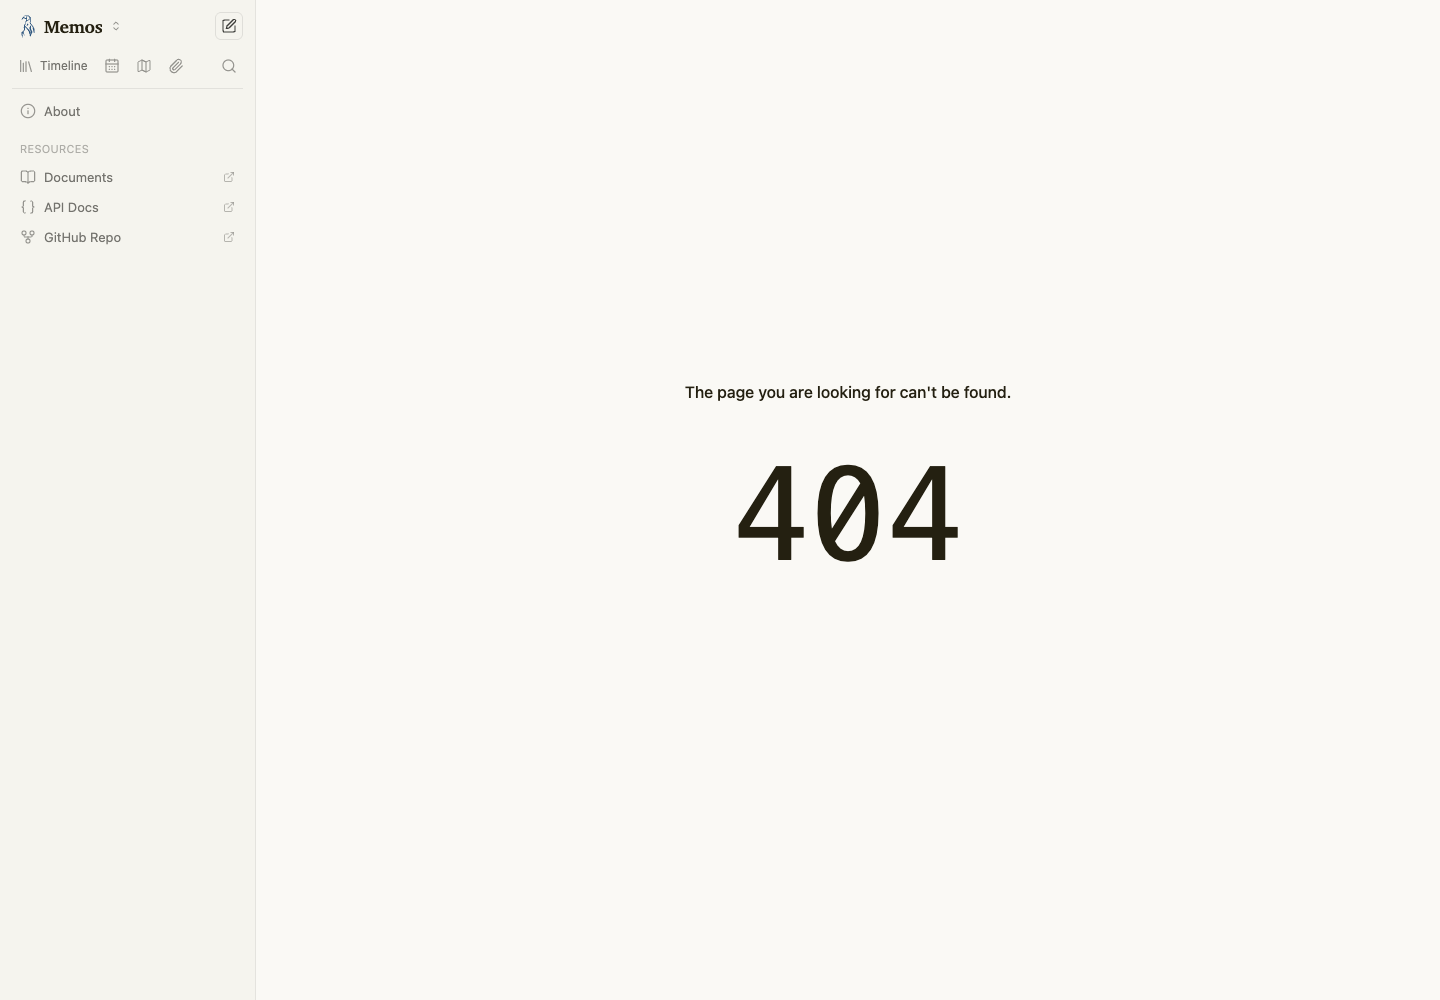 Memos
Timeline
About
RESOURCES
Documents
API Docs
GitHub Repo
The page you are looking for can't be found.
404